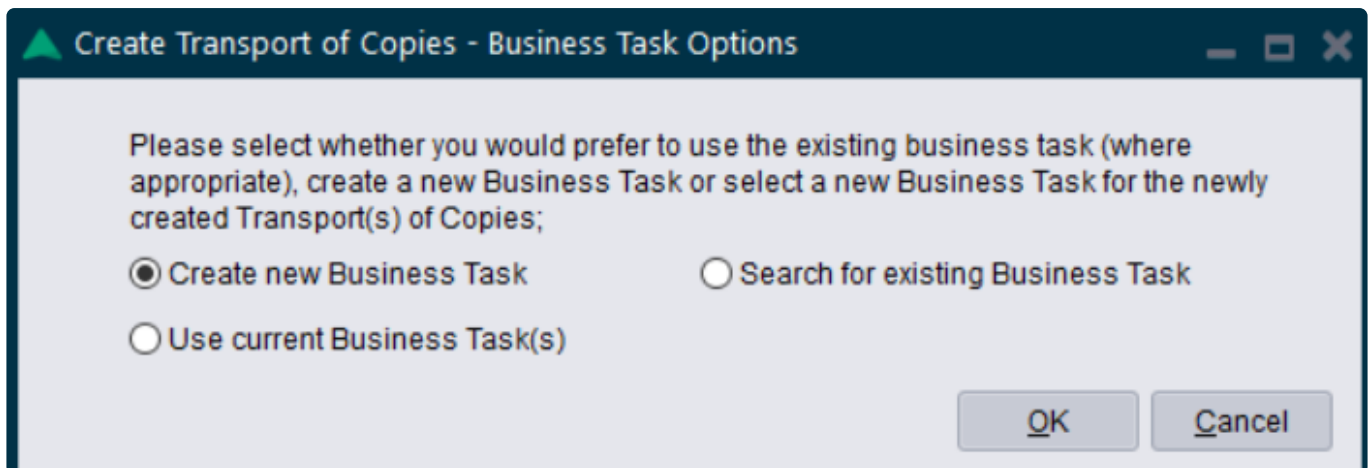 Create Transport of Copies - Business Task Options
Please select whether you would prefer to use the existing business task (where
appropriate), create a new Business Task or select a new Business Task for the newly
created Transport(s) of Copies;
Create new Business Task
Search for existing Business Task
Use current Business Task(s)
OK
Cancel